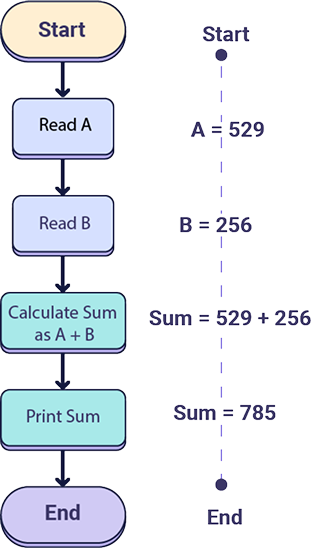 Start
Start
Read A
A = 529
Read B
B = 256
Calculate Sum
as A + B
Sum = 529 + 256
Print Sum
Sum = 785
End
End